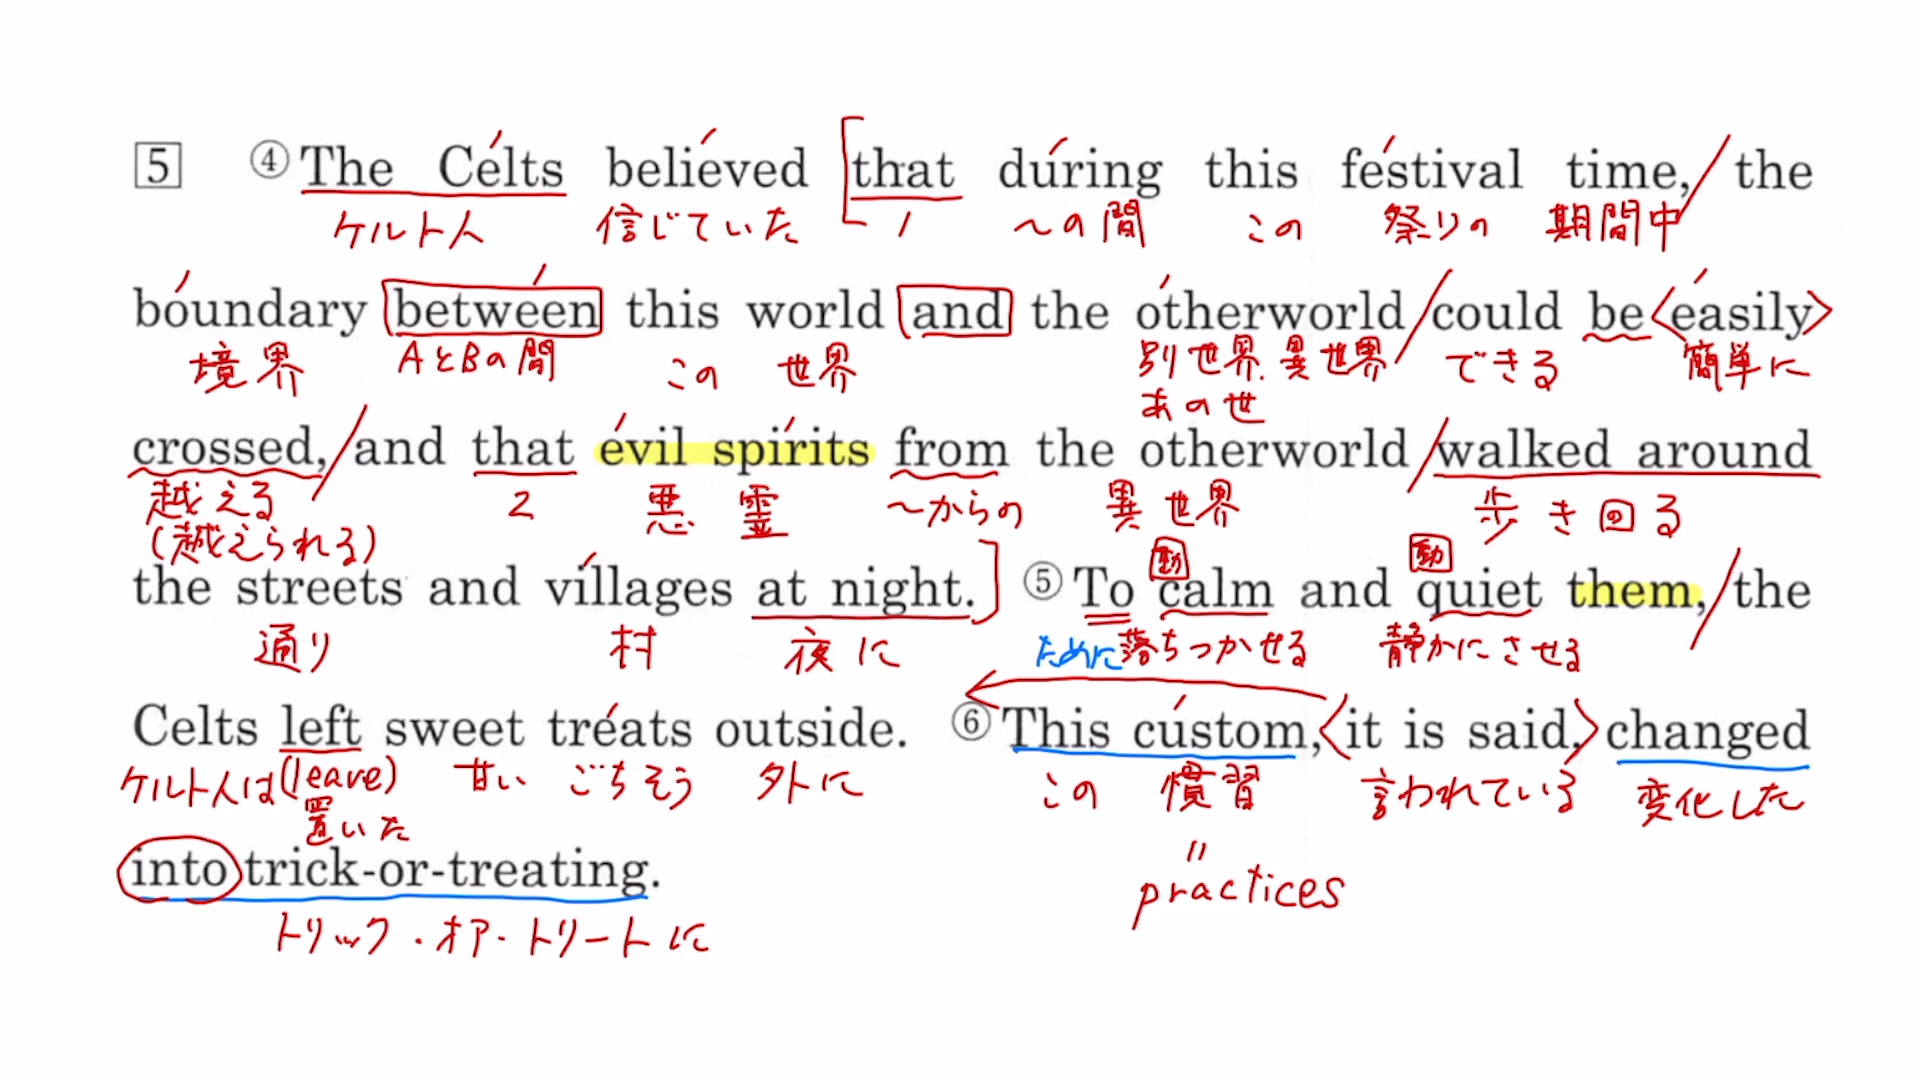 5 ④ The Celts believed that during this festival time, the
ケルト人 信じていた 1 〜の間 この 祭りの 期間中
boundary between this world and the otherworld could be easily
境界 AとBの間 この 世界 別世界、異世界 できる 簡単に
あの世
crossed, and that evil spirits from the otherworld walked around
越える 2 悪霊 〜からの 異世界 歩き回る
(越えられる)
動 動
the streets and villages at night. ⑤ To calm and quiet them, the
通り 村 夜に ために 落ちつかせる 静かにさせる
Celts left sweet treats outside. ⑥ This custom, it is said, changed
ケルト人は (leave) 甘い ごちそう 外に この 慣習 言われている 変化した
置いた
into trick-or-treating.
〃
practices
トリック・オア・トリートに